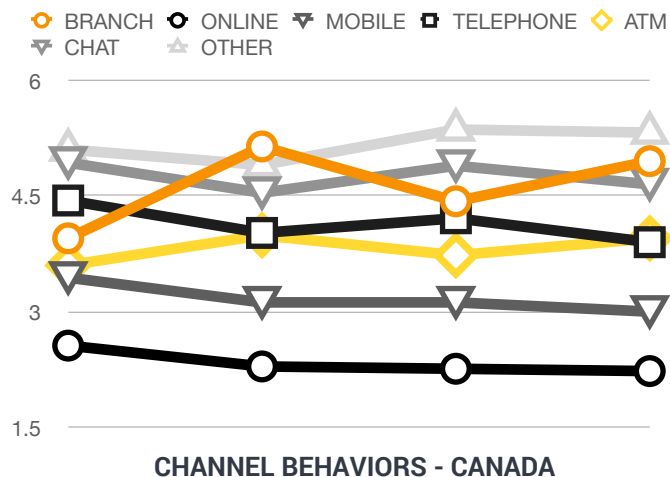 BRANCH ONLINE MOBILE TELEPHONE ATM
CHAT OTHER
6
4.5
3
1.5
CHANNEL BEHAVIORS - CANADA